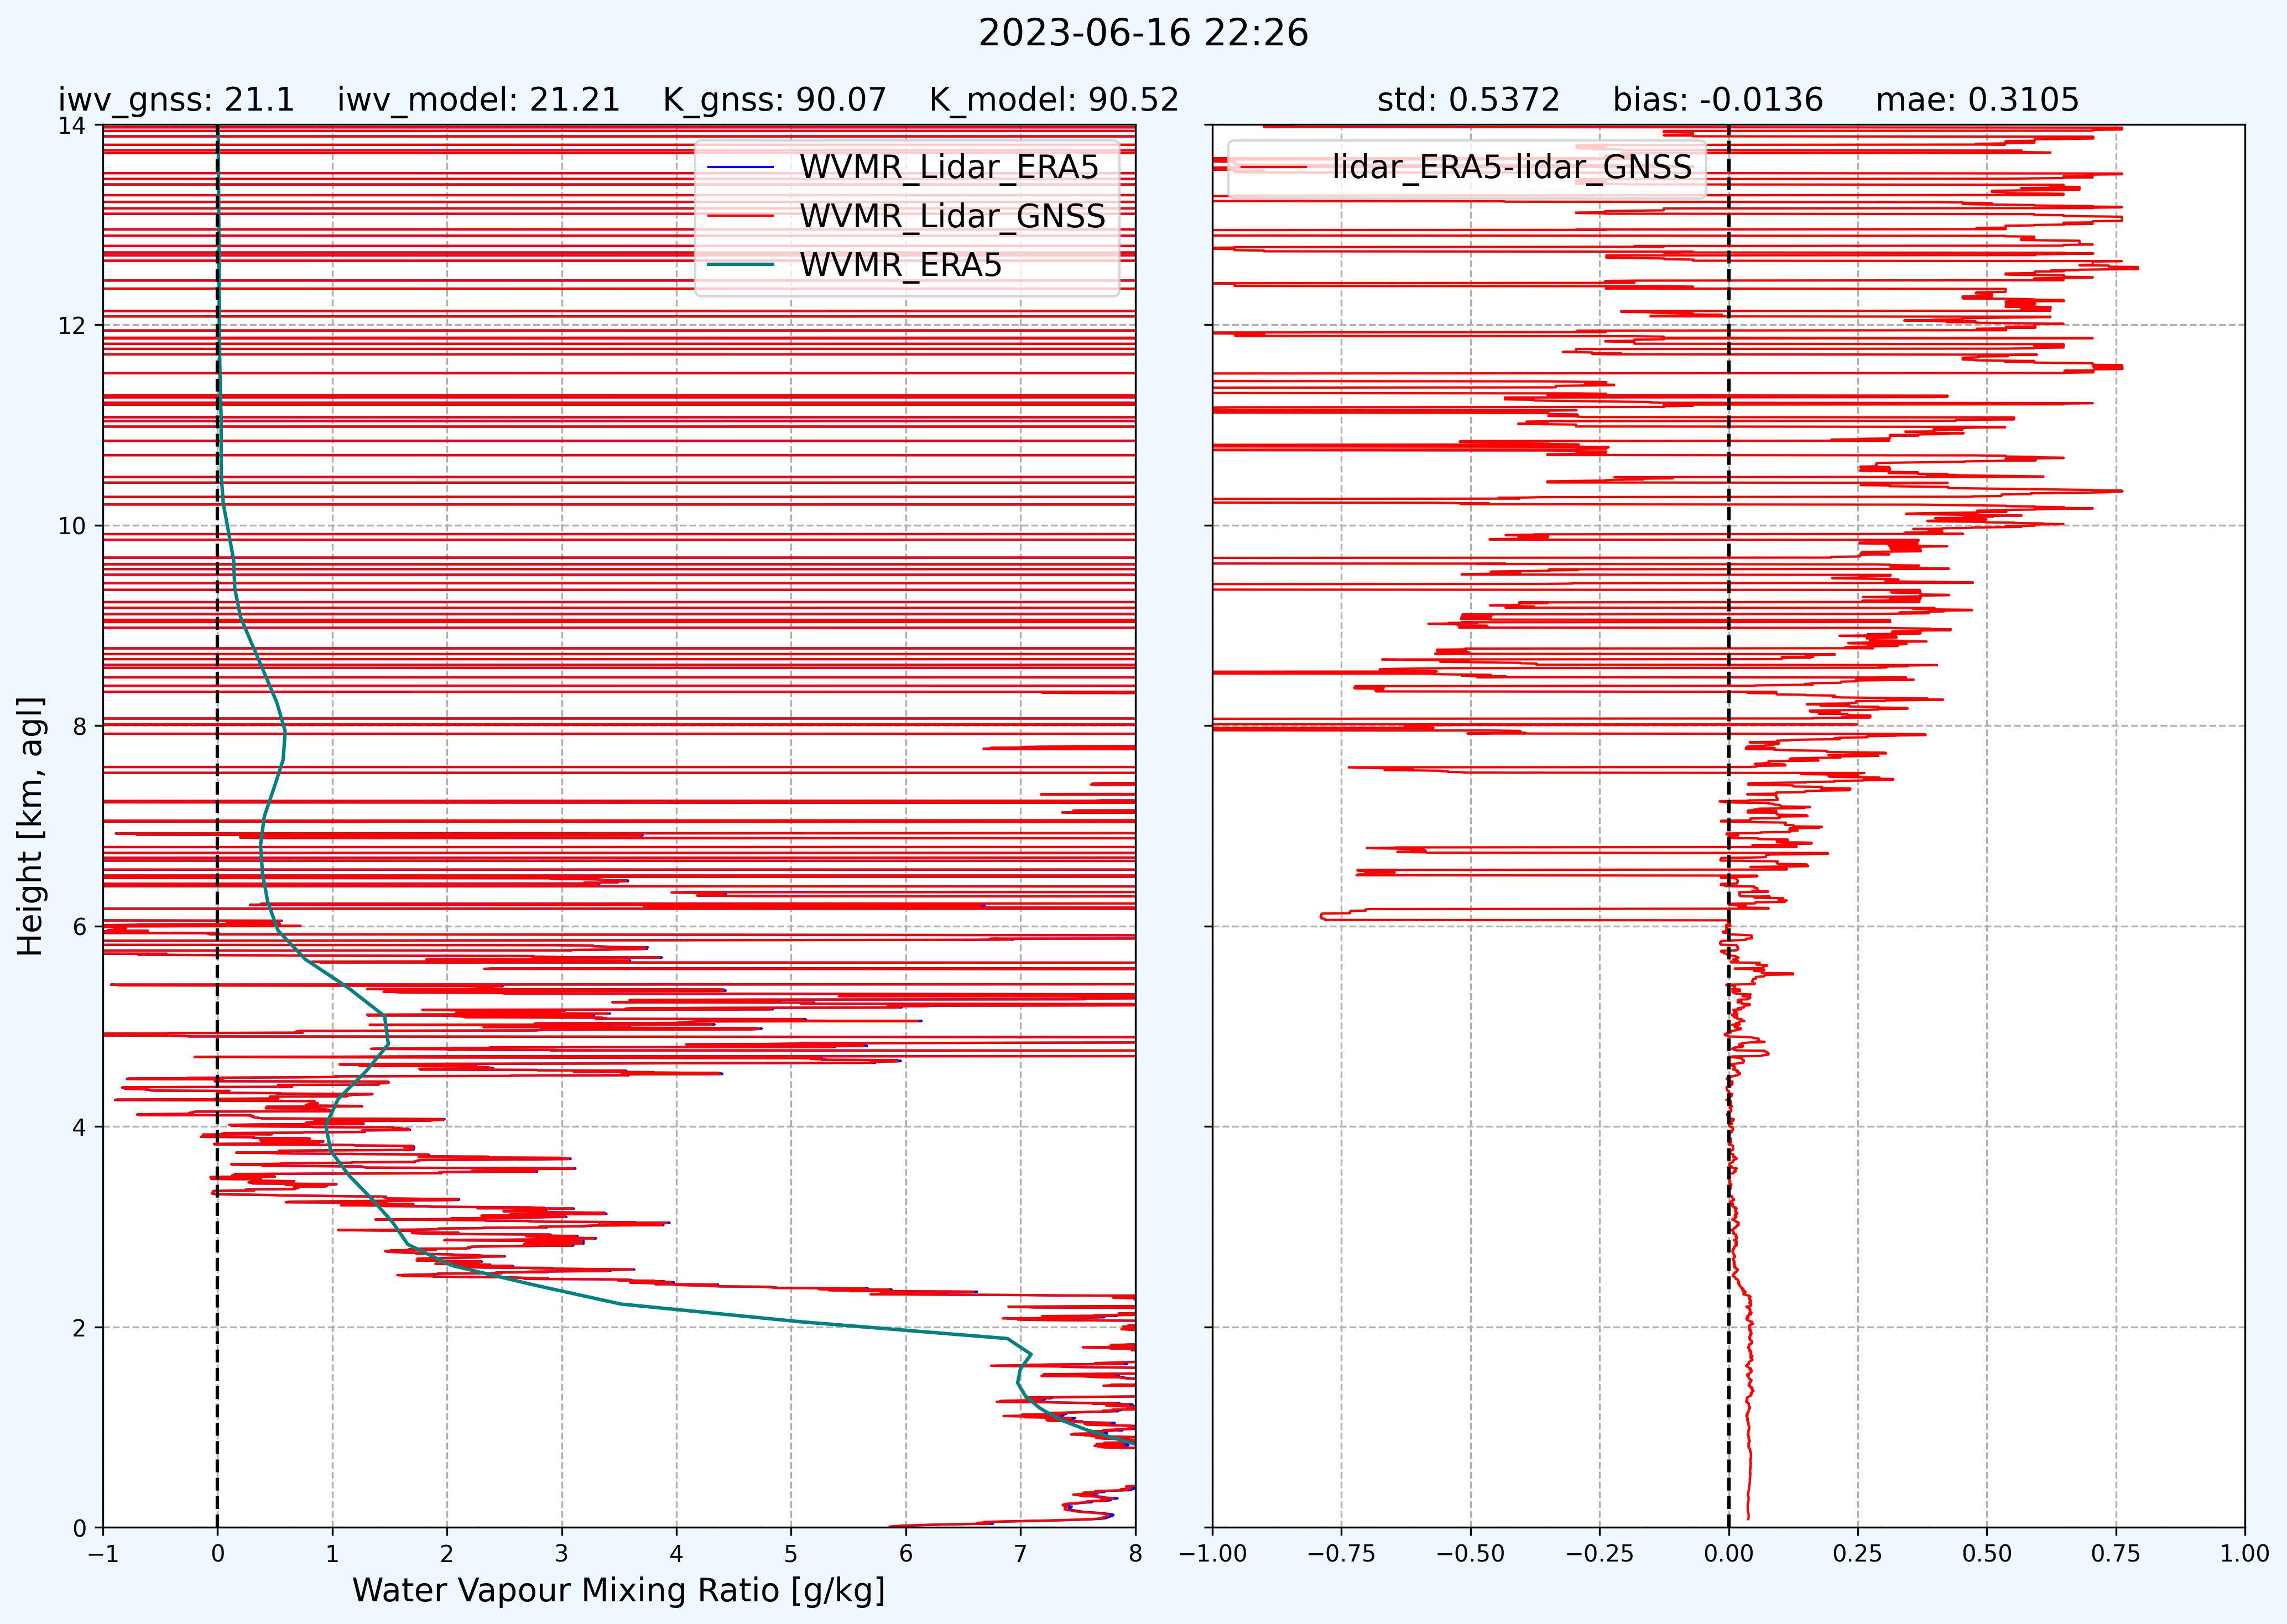 2023-06-16 22:26
iwv_gnss: 21.1 iwv_model: 21.21 K_gnss: 90.07 K_model: 90.52
std: 0.5372 bias: -0.0136 mae: 0.3105
WVMR_Lidar_ERA5
WVMR_Lidar_GNSS
WVMR_ERA5
lidar_ERA5-lidar_GNSS
14
12
10
8
6
4
2
0
Height [km, agl]
−1 0 1 2 3 4 5 6 7 8
Water Vapour Mixing Ratio [g/kg]
−1.00 −0.75 −0.50 −0.25 0.00 0.25 0.50 0.75 1.00